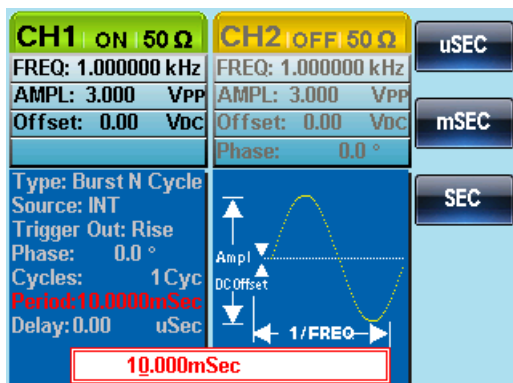 CH1 ON 50 Ω
FREQ: 1.000000 kHz
AMPL: 3.000 VPP
Offset: 0.00 VDC
CH2 OFF 50 Ω
FREQ: 1.000000 kHz
AMPL: 3.000 VPP
Offset: 0.00 VDC
Phase: 0.0 °
uSEC
mSEC
SEC
Type: Burst N Cycle
Source: INT
Trigger Out: Rise
Phase: 0.0 °
Cycles: 1 Cyc
Period:10.0000mSec
Delay: 0.00 uSec
Ampl
DC Offset
1/FREQ
10.000mSec